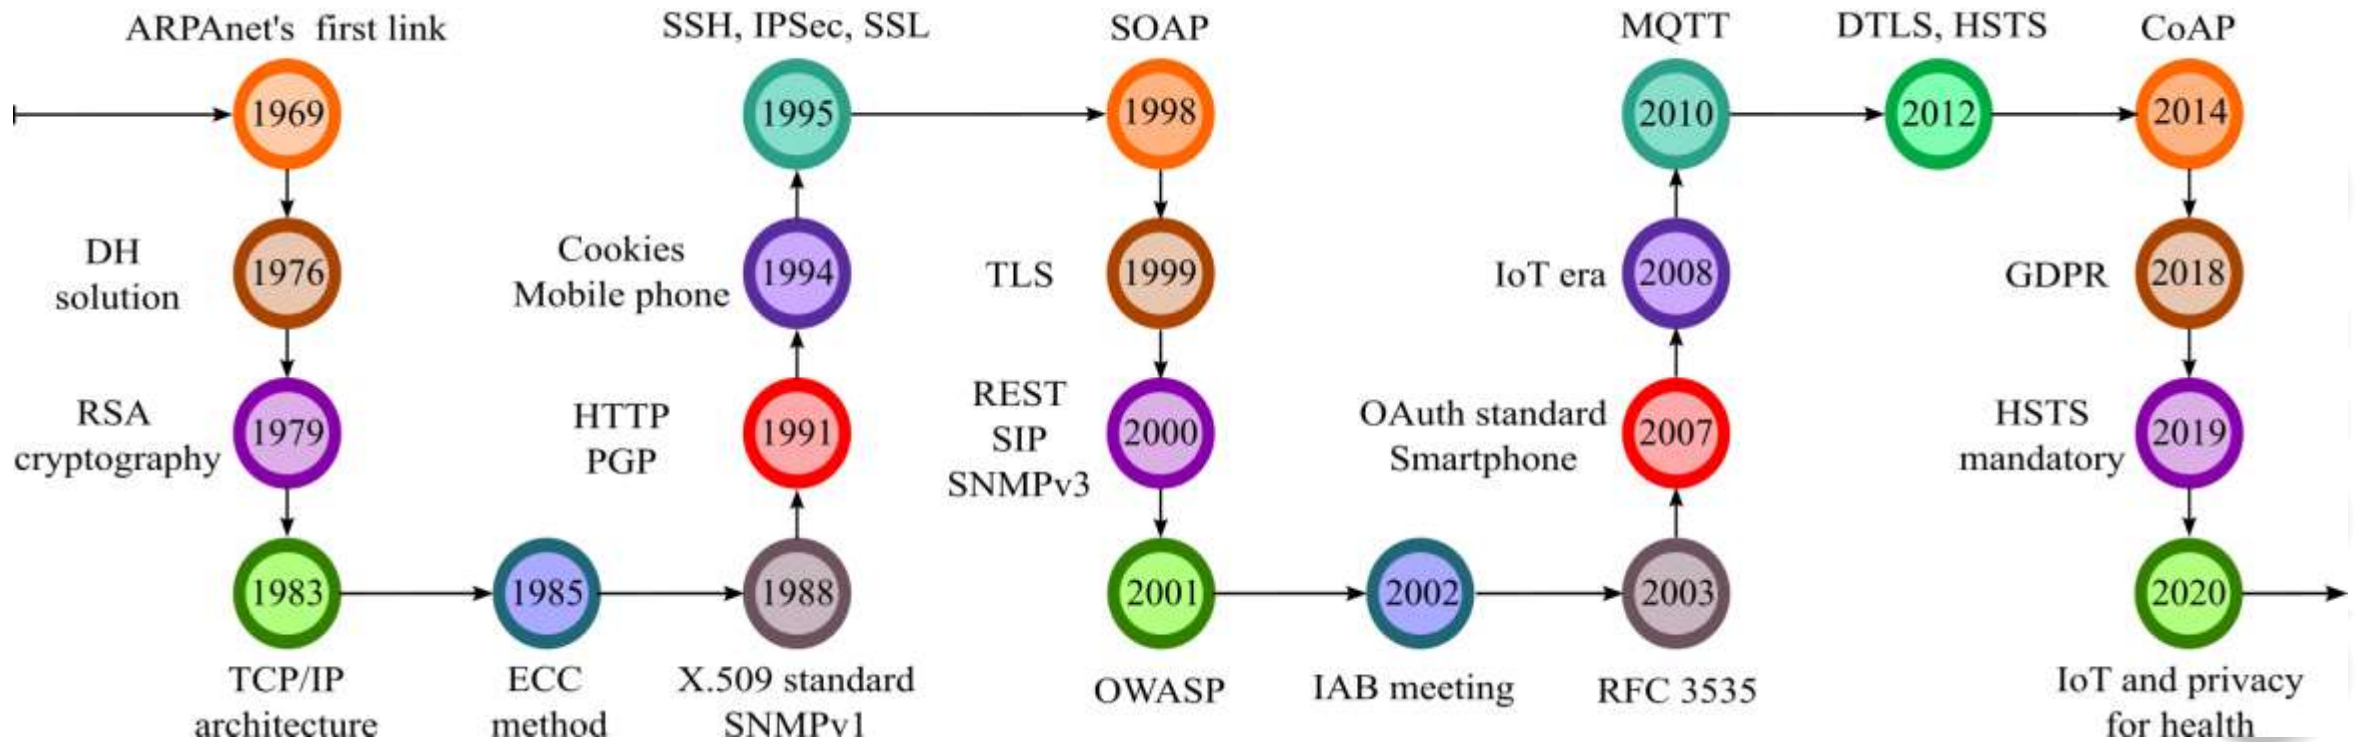 ARPAnet's first link
1969
DH
solution
1976
RSA
cryptography
1979
1983
TCP/IP
architecture
1985
ECC
method
1988
X.509 standard
SNMPv1
HTTP
PGP
1991
Cookies
Mobile phone
1994
SSH, IPSec, SSL
1995
SOAP
1998
TLS
1999
REST
SIP
SNMPv3
2000
2001
OWASP
2002
IAB meeting
2003
RFC 3535
OAuth standard
Smartphone
2007
IoT era
2008
MQTT
2010
DTLS, HSTS
2012
CoAP
2014
GDPR
2018
HSTS
mandatory
2019
2020
IoT and privacy
for health